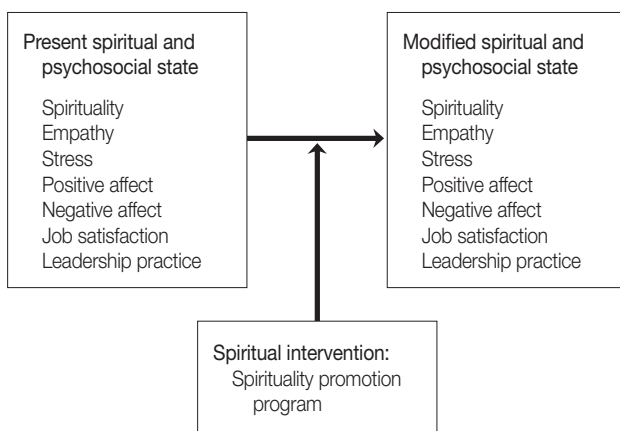 Present spiritual and
psychosocial state
Spirituality
Empathy
Stress
Positive affect
Negative affect
Job satisfaction
Leadership practice
Modified spiritual and
psychosocial state
Spirituality
Empathy
Stress
Positive affect
Negative affect
Job satisfaction
Leadership practice
Spiritual intervention:
Spirituality promotion
program